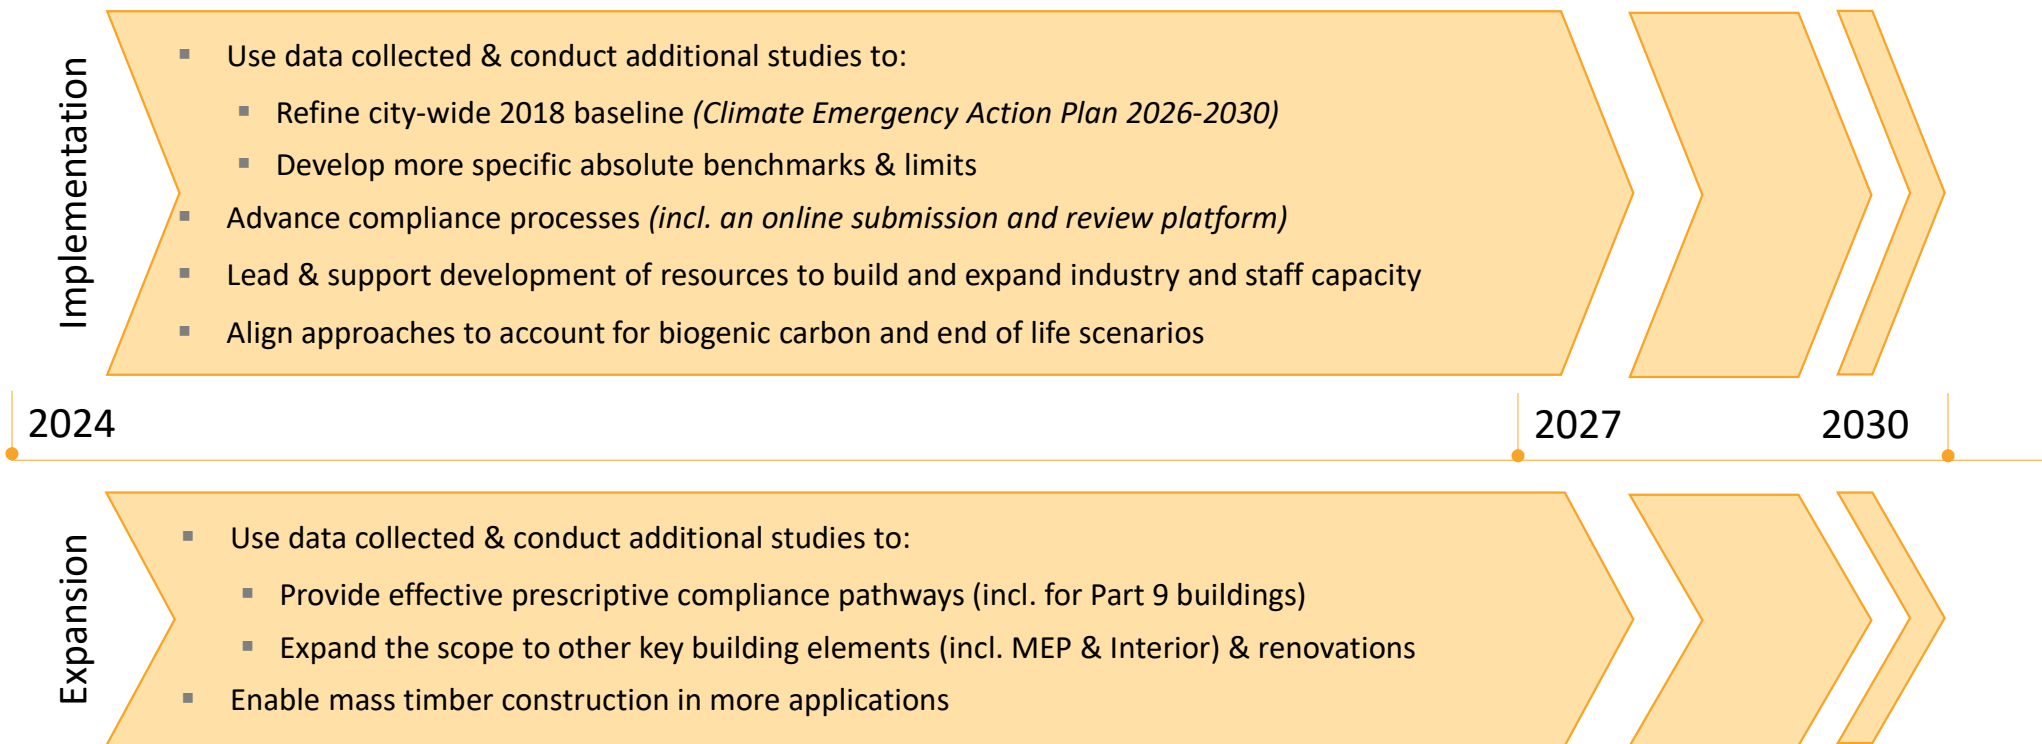 Implementation
▪ Use data collected & conduct additional studies to:
▪ Refine city-wide 2018 baseline (Climate Emergency Action Plan 2026-2030)
▪ Develop more specific absolute benchmarks & limits
▪ Advance compliance processes (incl. an online submission and review platform)
▪ Lead & support development of resources to build and expand industry and staff capacity
▪ Align approaches to account for biogenic carbon and end of life scenarios
2024 2027 2030
Expansion
▪ Use data collected & conduct additional studies to:
▪ Provide effective prescriptive compliance pathways (incl. for Part 9 buildings)
▪ Expand the scope to other key building elements (incl. MEP & Interior) & renovations
▪ Enable mass timber construction in more applications